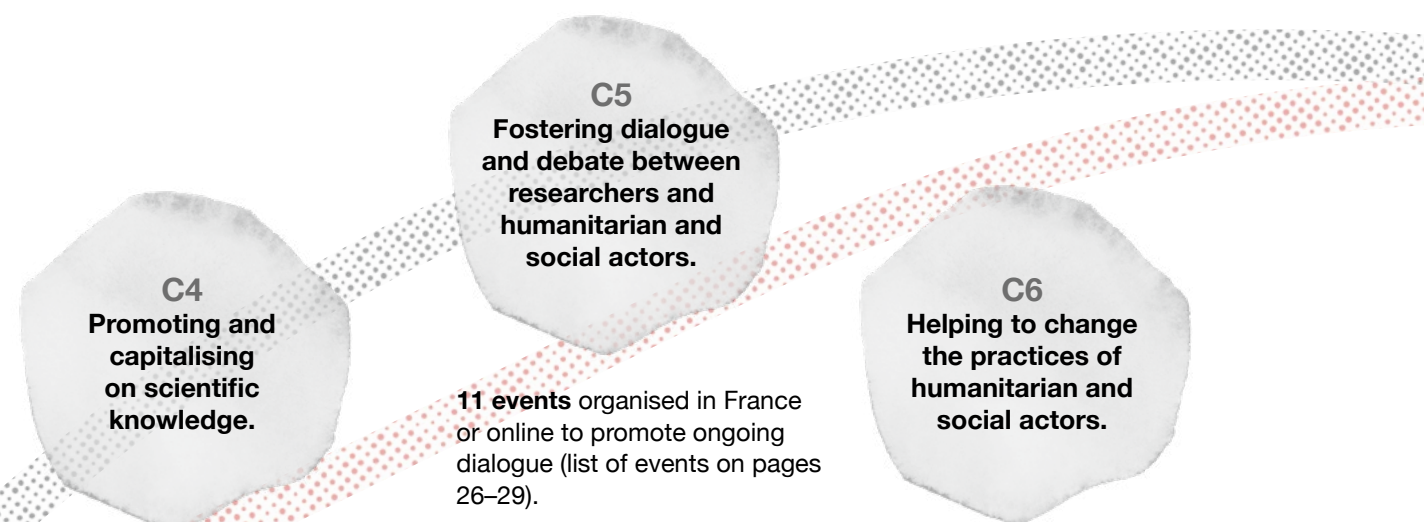 C4
Promoting and
capitalising
on scientific
knowledge.
C5
Fostering dialogue
and debate between
researchers and
humanitarian and
social actors.
11 events organised in France
or online to promote ongoing
dialogue (list of events on pages
26–29).
C6
Helping to change
the practices of
humanitarian and
social actors.